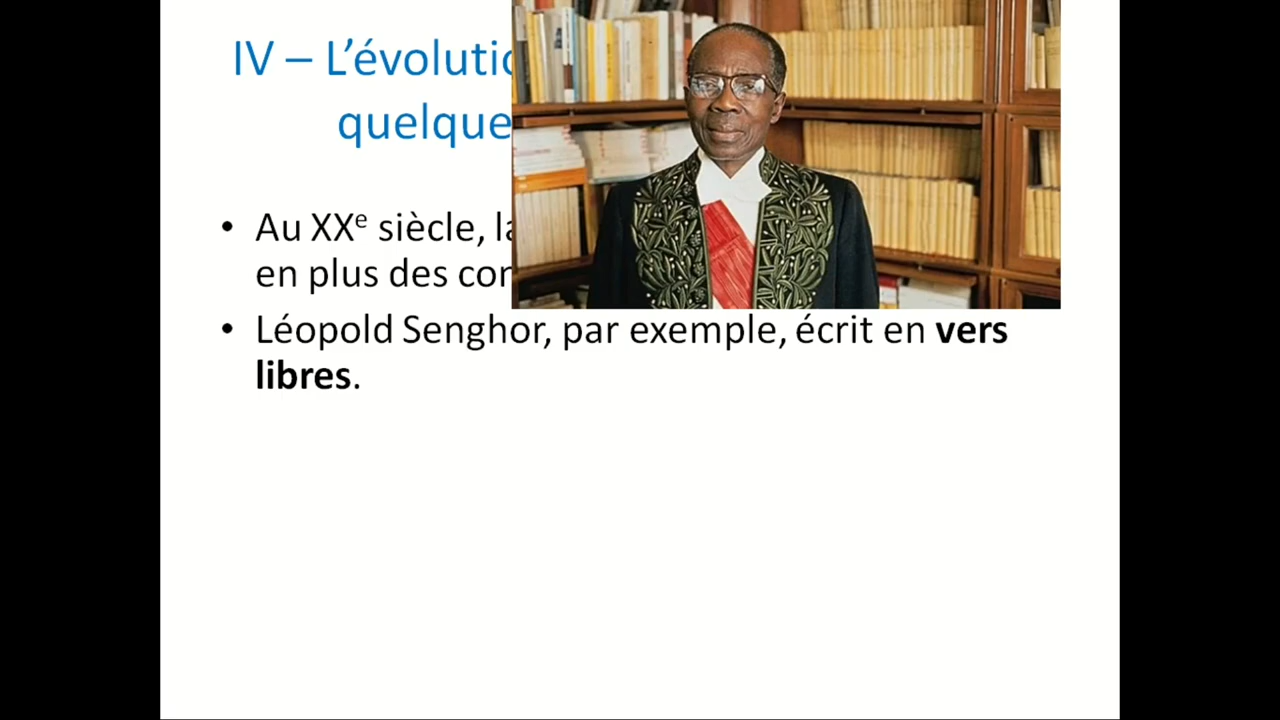 IV – L’évolutio
quelque
• Au XXe siècle, la
en plus des con
• Léopold Senghor, par exemple, écrit en vers
libres.